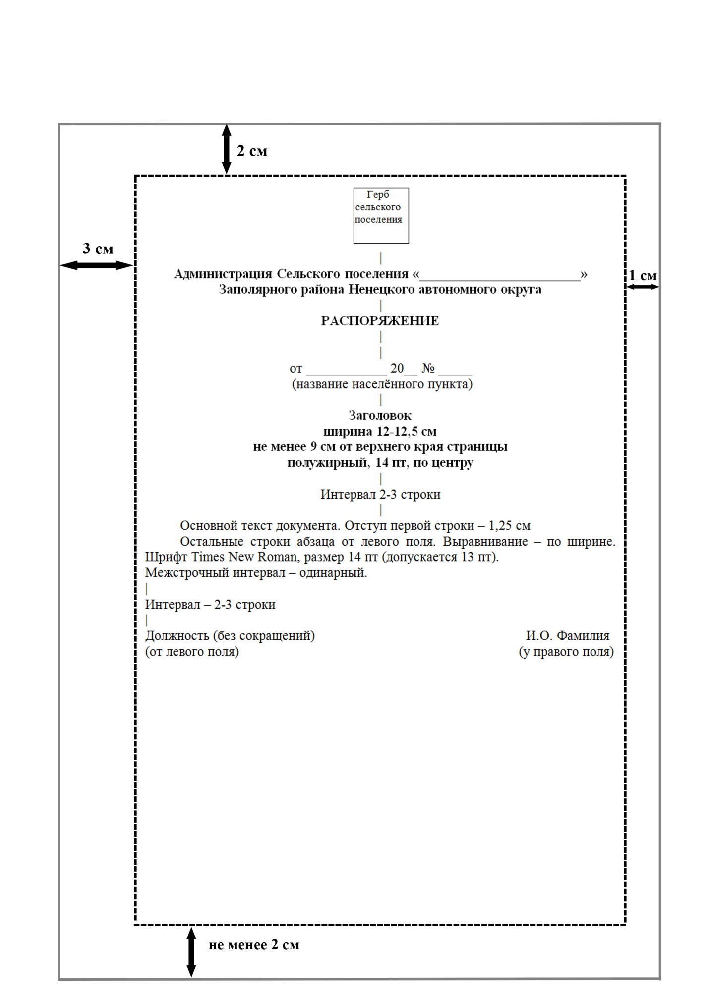 2 см
Герб
сельского
поселения
3 см
|
Администрация Сельского поселения «________________________»
1 см
Заполярного района Ненецкого автономного округа
|
РАСПОРЯЖЕНИЕ
|
|
от ____________ 20__ № _____
(название населённого пункта)
|
Заголовок
ширина 12-12,5 см
не менее 9 см от верхнего края страницы
полужирный, 14 пт, по центру
|
Интервал 2-3 строки
|
Основной текст документа. Отступ первой строки – 1,25 см
Остальные строки абзаца от левого поля. Выравнивание – по ширине.
Шрифт Times New Roman, размер 14 пт (допускается 13 пт).
Межстрочный интервал – одинарный.
|
Интервал – 2-3 строки
|
Должность (без сокращений) И.О. Фамилия
(от левого поля) (у правого поля)
не менее 2 см